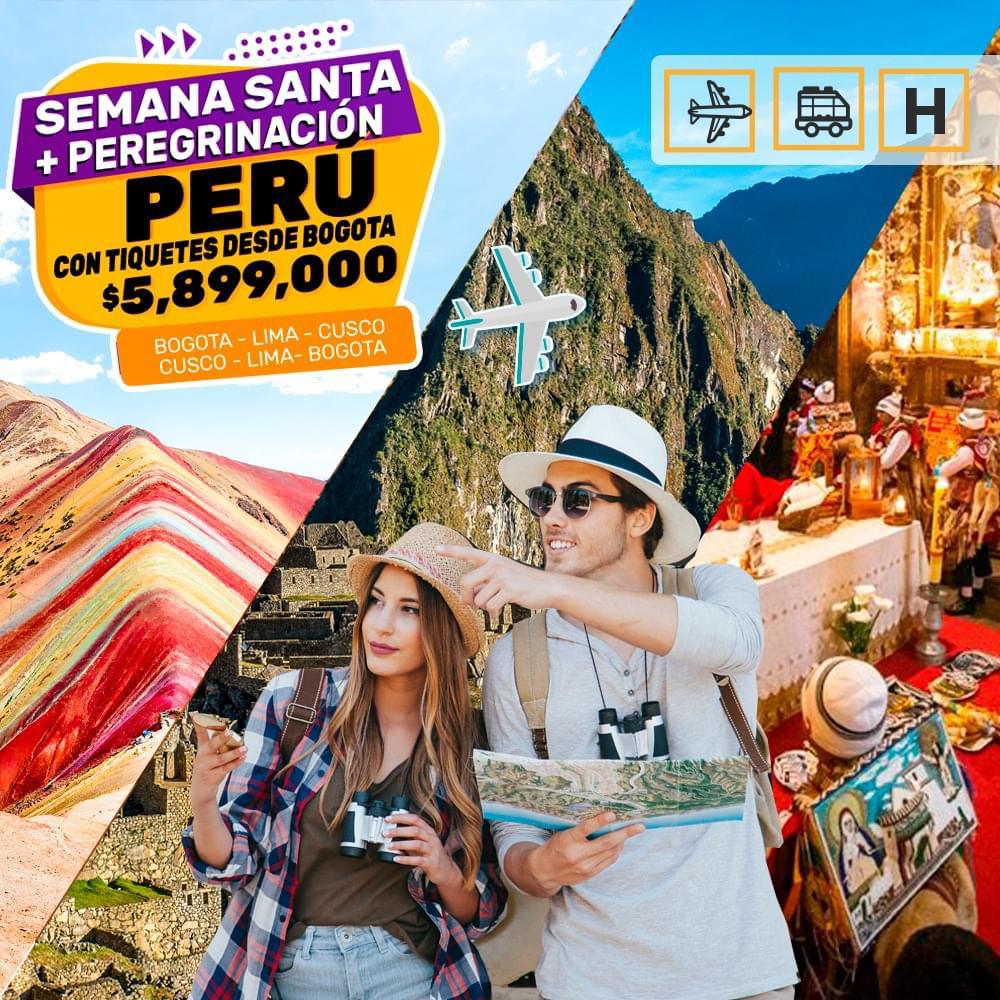 SEMANA SANTA
+ PEREGRINACIÓN
PERÚ
CON TIQUETES DESDE BOGOTA
$5,899,000
BOGOTA - LIMA - CUSCO
CUSCO - LIMA- BOGOTA
H